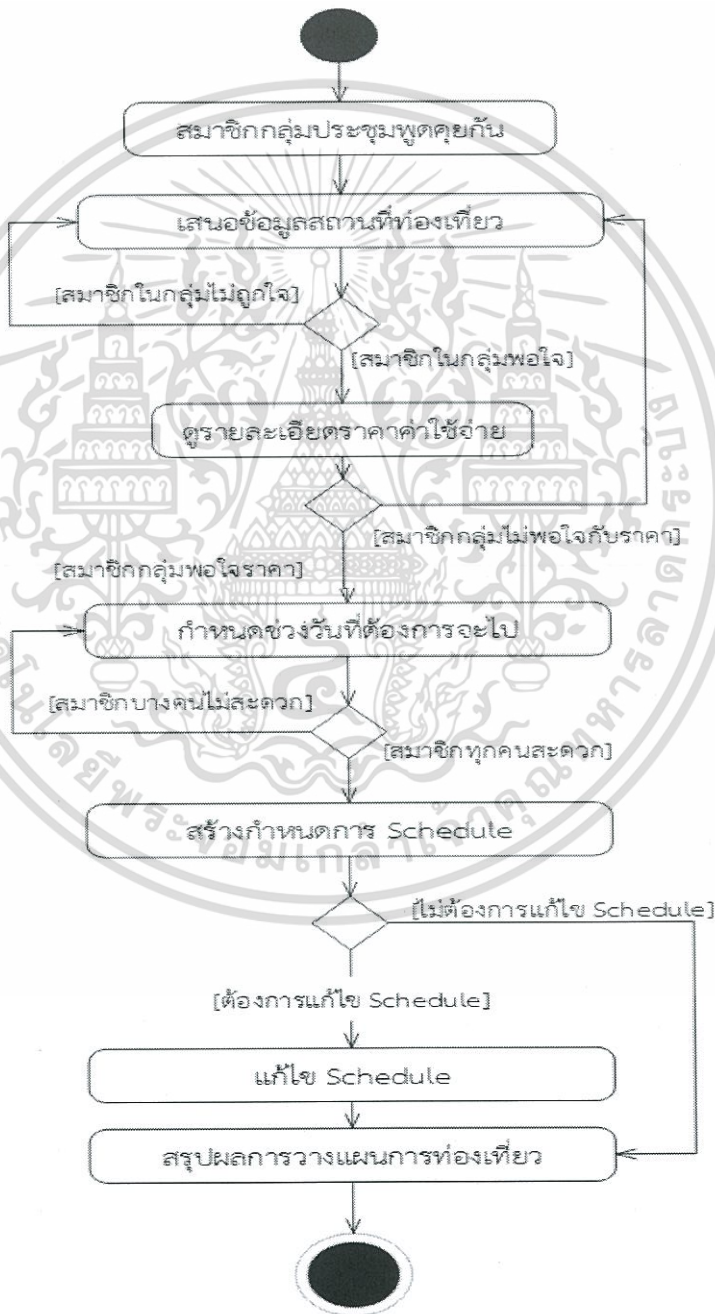 สมาชิกกลุ่มประชุมพูดคุยกัน
เสนอข้อมูลสถานที่ท่องเที่ยว
[สมาชิกในกลุ่มไม่ถูกใจ]
[สมาชิกในกลุ่มพอใจ]
ดูรายละเอียดราคาค่าใช้จ่าย
[สมาชิกกลุ่มไม่พอใจกับราคา]
[สมาชิกกลุ่มพอใจราคา]
กำหนดช่วงวันที่ต้องการจะไป
[สมาชิกบางคนไม่สะดวก]
[สมาชิกทุกคนสะดวก]
สร้างกำหนดการ Schedule
[ไม่ต้องการแก้ไข Schedule]
[ต้องการแก้ไข Schedule]
แก้ไข Schedule
สรุปผลการวางแผนการท่องเที่ยว